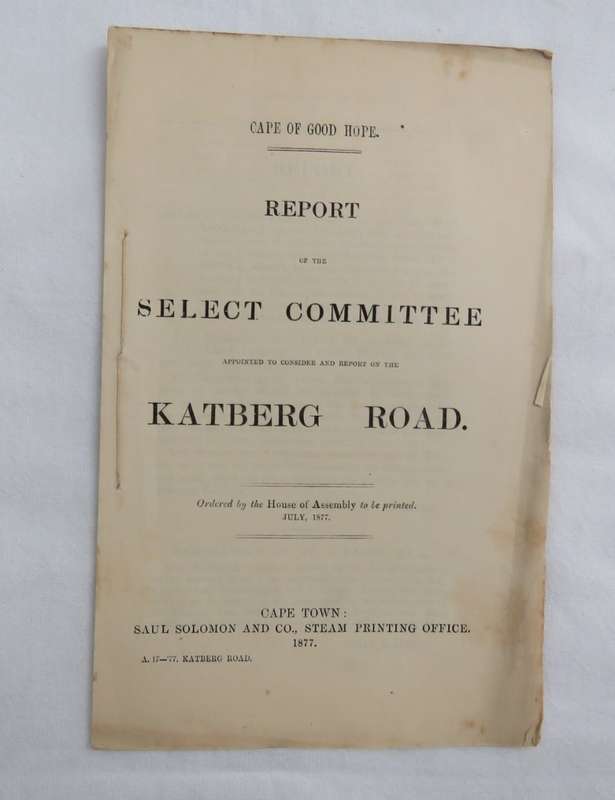 CAPE OF GOOD HOPE.
REPORT
OF THE
SELECT COMMITTEE
APPOINTED TO CONSIDER AND REPORT ON THE
KATBERG ROAD.
Ordered by the House of Assembly to be printed.
JULY, 1877.
CAPE TOWN:
SAUL SOLOMON AND CO., STEAM PRINTING OFFICE.
1877.
A. 17—'77. KATBERG ROAD.